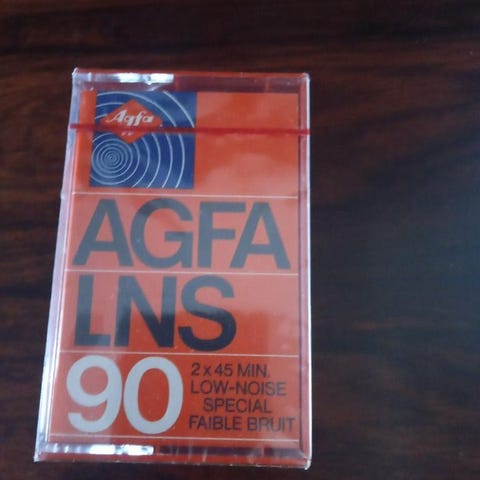 Agfa
AGFA
LNS
90
2 x 45 MIN.
LOW-NOISE
SPECIAL
FAIBLE BRUIT